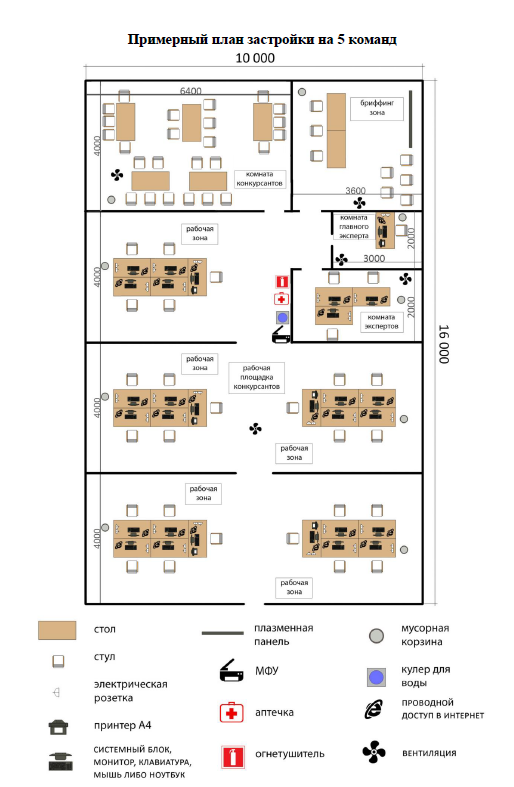 Примерный план застройки на 5 команд
10 000
6400
бриффинг
зона
4000
комната
конкурсантов
3600
рабочая
зона
комната
главного
эксперта
2000
3000
4000
2000
комната
экспертов
16 000
рабочая
зона
рабочая
площадка
конкурсантов
4000
рабочая
зона
рабочая
зона
4000
рабочая
зона
стол
плазменная
панель
мусорная
корзина
стул
МФУ
кулер для
воды
электрическая
розетка
аптечка
проводной
доступ в интернет
принтер А4
огнетушитель
вентиляция
системный блок,
монитор, клавиатура,
мышь либо ноутбук